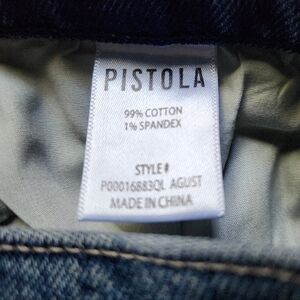 PISTOLA
99% COTTON
1% SPANDEX
STYLE #
P00016883QL AGUST
MADE IN CHINA